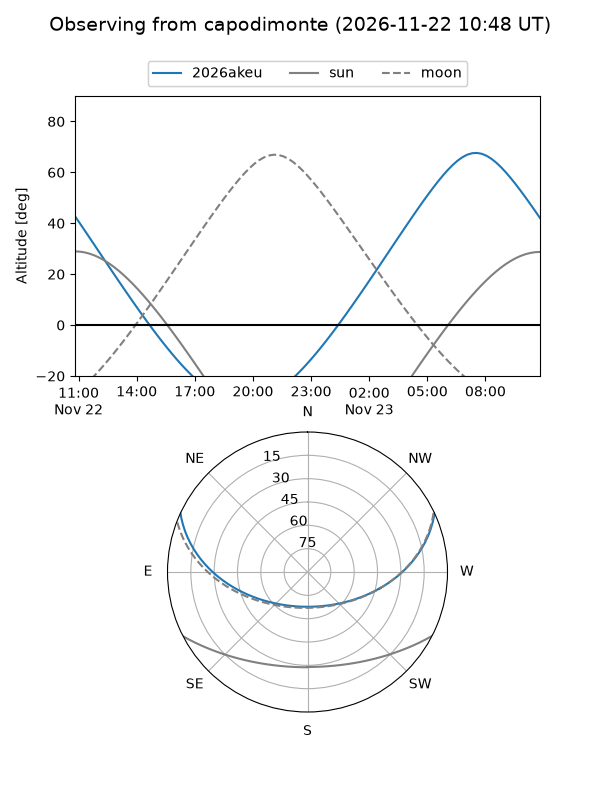 Observing from capodimonte (2026-11-22 10:48 UT)
2026akeu sun moon
80
60
40
20
0
−20
Altitude [deg]
11:00 14:00 17:00 20:00 23:00 02:00 05:00 08:00
Nov 22 Nov 23
N
NE NW
15
30
45
60
75
E W
SE SW
S